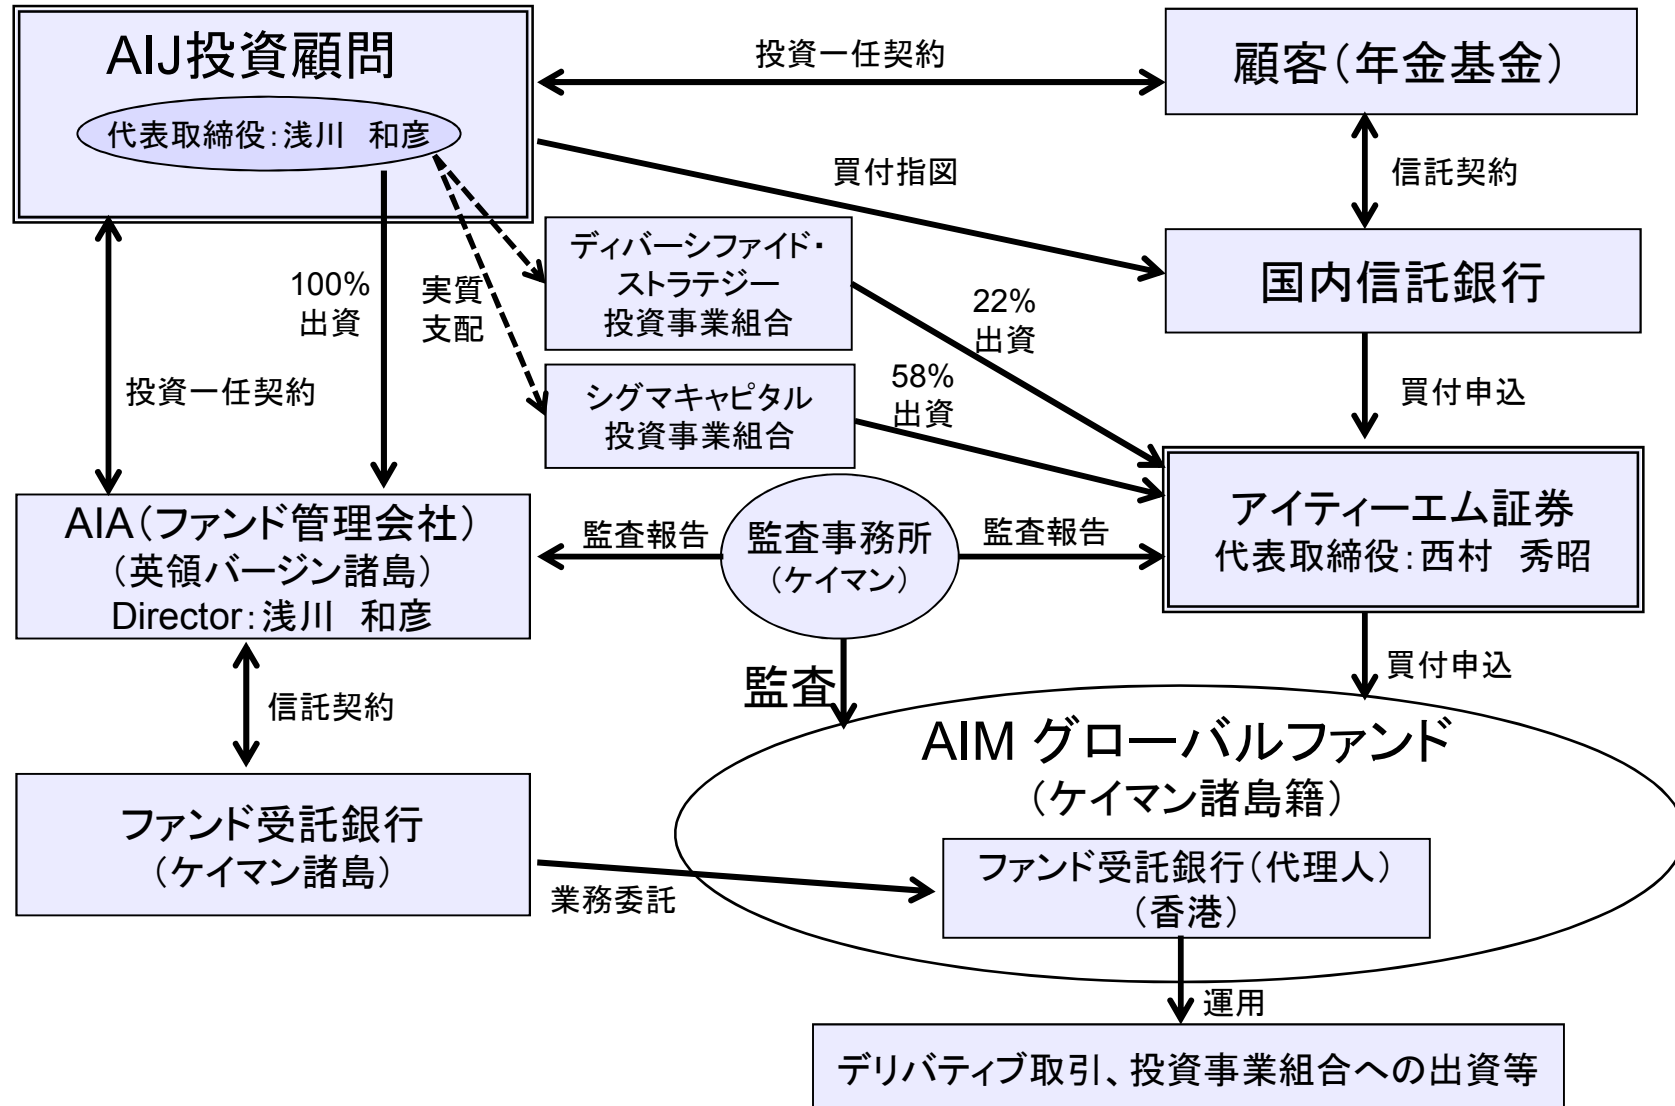 AIJ投資顧問
代表取締役：浅川　和彦
投資一任契約
顧客（年金基金）
買付指図
信託契約
100%
出資
実質
支配
ディバーシファイド・
ストラテジー
投資事業組合
22%
出資
国内信託銀行
投資一任契約
シグマキャピタル
投資事業組合
58%
出資
買付申込
AIA（ファンド管理会社）
（英領バージン諸島）
Director：浅川　和彦
監査報告
監査事務所
（ケイマン）
監査報告
アイティーエム証券
代表取締役：西村　秀昭
信託契約
監査
買付申込
AIM グローバルファンド
（ケイマン諸島籍）
ファンド受託銀行
（ケイマン諸島）
業務委託
ファンド受託銀行（代理人）
（香港）
運用
デリバティブ取引、投資事業組合への出資等